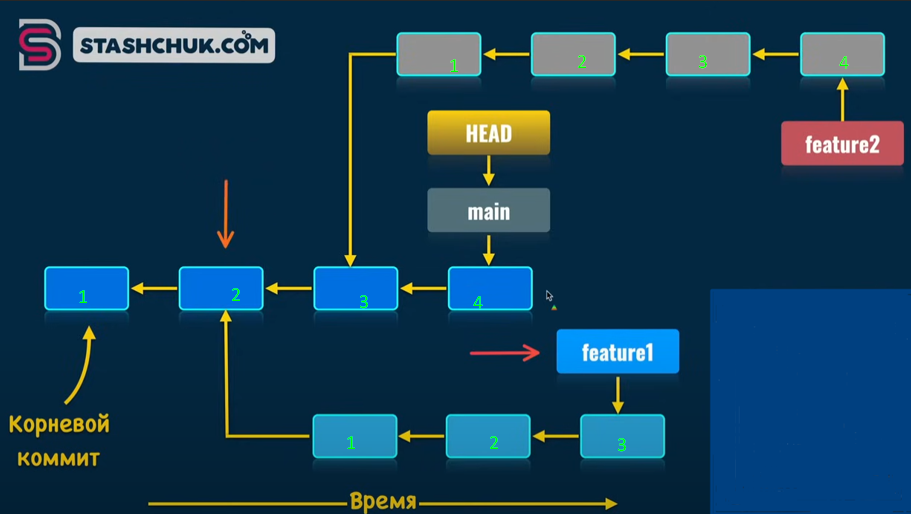 STASHCHUK.COM
1
2
3
4
HEAD
feature2
main
1
2
3
4
feature1
Корневой
коммит
1
2
3
Время